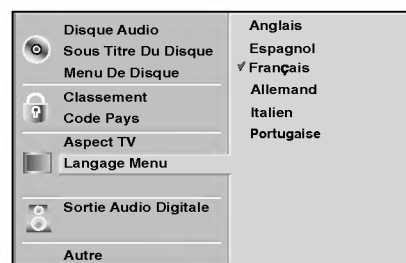 Disque Audio
Sous Titre Du Disque
Menu De Disque
Classement
Code Pays
Aspect TV
Langage Menu
Sortie Audio Digitale
Autre
Anglais
Espagnol
Français
Allemand
Italien
Portugaise